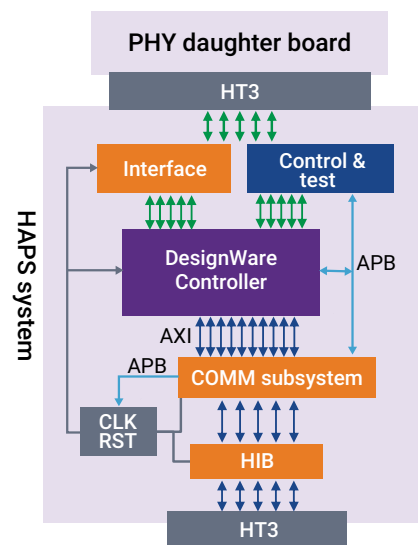 PHY daughter board
HT3
Interface
Control &
test
HAPS system
DesignWare
Controller
APB
AXI
APB
COMM subsystem
CLK
RST
HIB
HT3